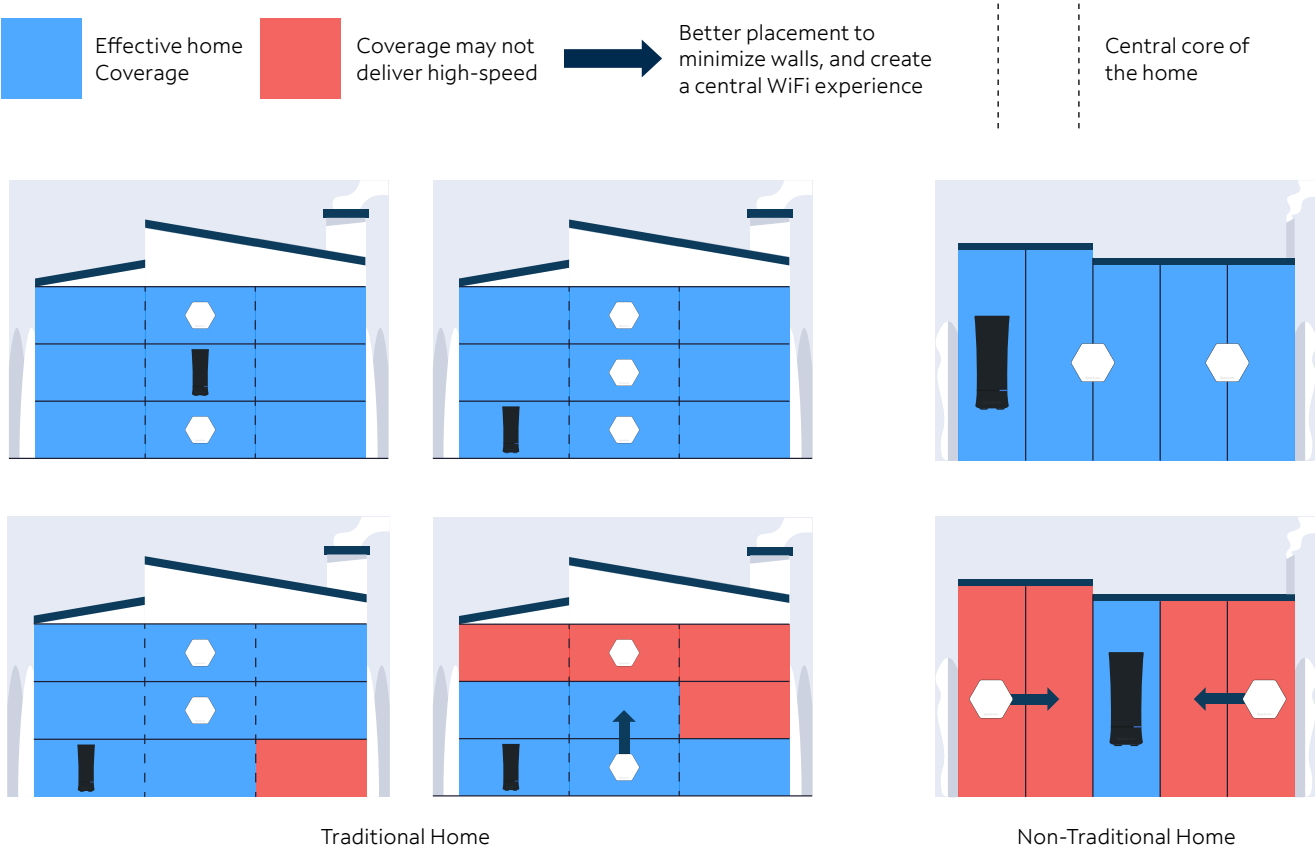 Effective home
Coverage
Coverage may not
deliver high-speed
Better placement to
minimize walls, and create
a central WiFi experience
Central core of
the home
Traditional Home
Non-Traditional Home